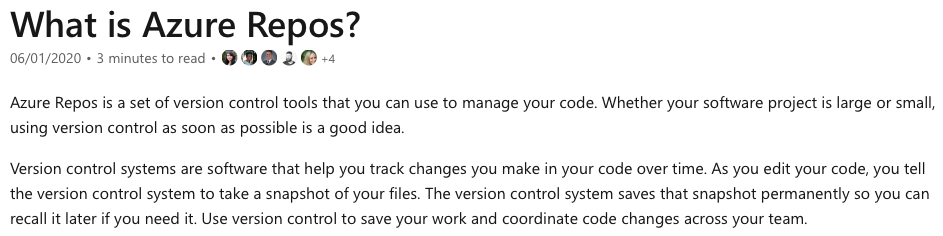 What is Azure Repos?
06/01/2020 • 3 minutes to read • +4
Azure Repos is a set of version control tools that you can use to manage your code. Whether your software project is large or small,
using version control as soon as possible is a good idea.
Version control systems are software that help you track changes you make in your code over time. As you edit your code, you tell
the version control system to take a snapshot of your files. The version control system saves that snapshot permanently so you can
recall it later if you need it. Use version control to save your work and coordinate code changes across your team.